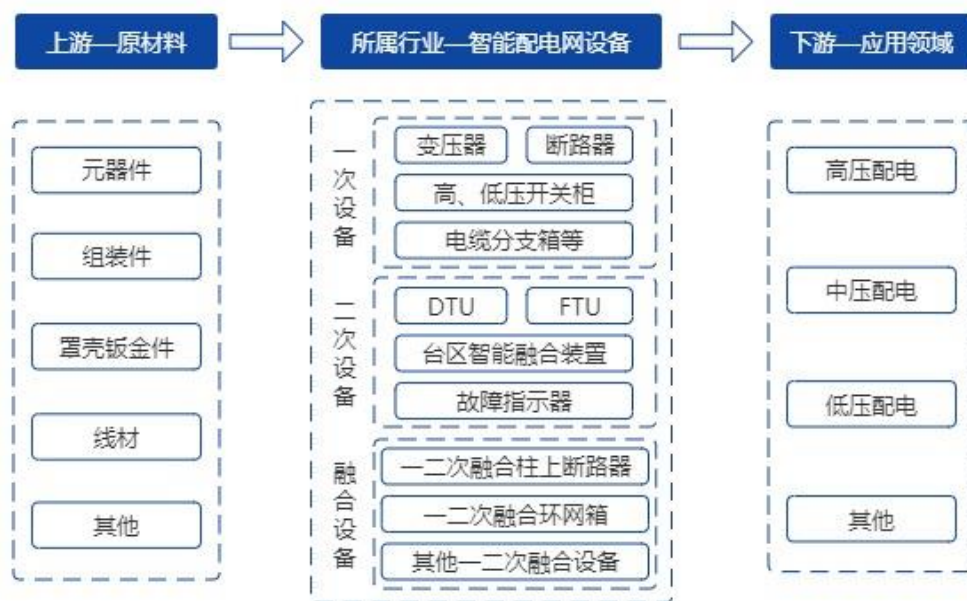 上游—原材料
所属行业—智能配电网设备
下游—应用领域
元器件
组装件
罩壳钣金件
线材
其他
一次设备
变压器
断路器
高、低压开关柜
电缆分支箱等
二次设备
DTU
FTU
台区智能融合装置
故障指示器
融合设备
一二次融合柱上断路器
一二次融合环网箱
其他一二次融合设备
高压配电
中压配电
低压配电
其他